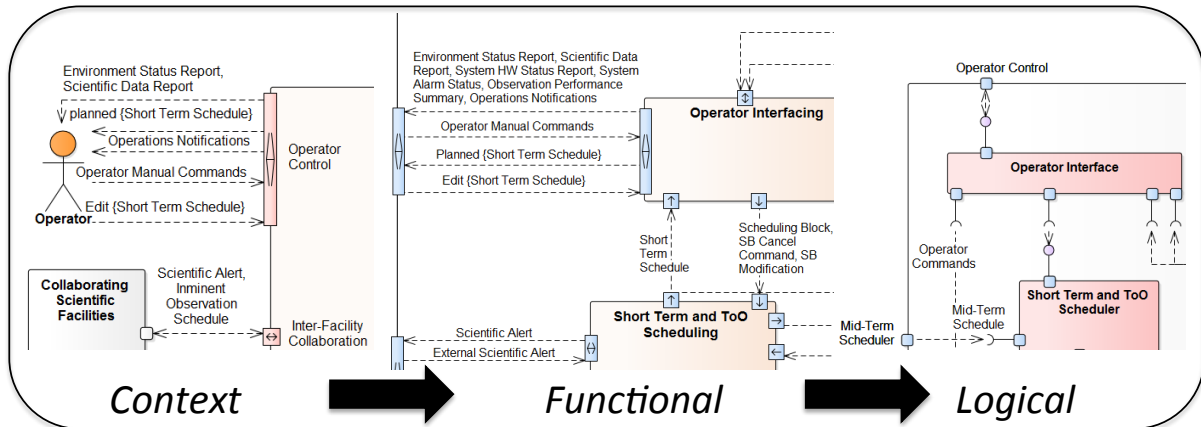 Environment Status Report,
Scientific Data Report
planned {Short Term Schedule}
Operations Notifications
Operator Manual Commands
Edit {Short Term Schedule}
Operator
Operator
Control
Collaborating
Scientific
Facilities
Scientific Alert,
Inminent
Observation
Schedule
Inter-Facility
Collaboration
Context
Environment Status Report, Scientific Data
Report, System HW Status Report, System
Alarm Status, Observation Performance
Summary, Operations Notifications
Operator Manual Commands
Planned {Short Term Schedule}
Edit {Short Term Schedule}
Operator Interfacing
Short
Term
Schedule
Scheduling Block,
SB Cancel
Command, SB
Modification
Short Term and ToO
Scheduling
Scientific Alert
External Scientific Alert
Functional
Operator Control
Operator Interface
Operator
Commands
Short Term and ToO
Scheduler
Mid-Term
Schedule
Mid-Term
Scheduler
Logical